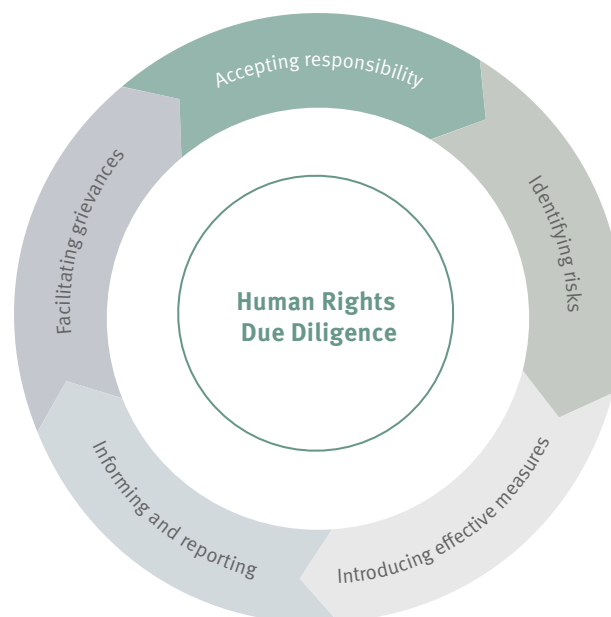 Accepting responsibility
Identifying risks
Introducing effective measures
Informing and reporting
Facilitating grievances
Human Rights
Due Diligence